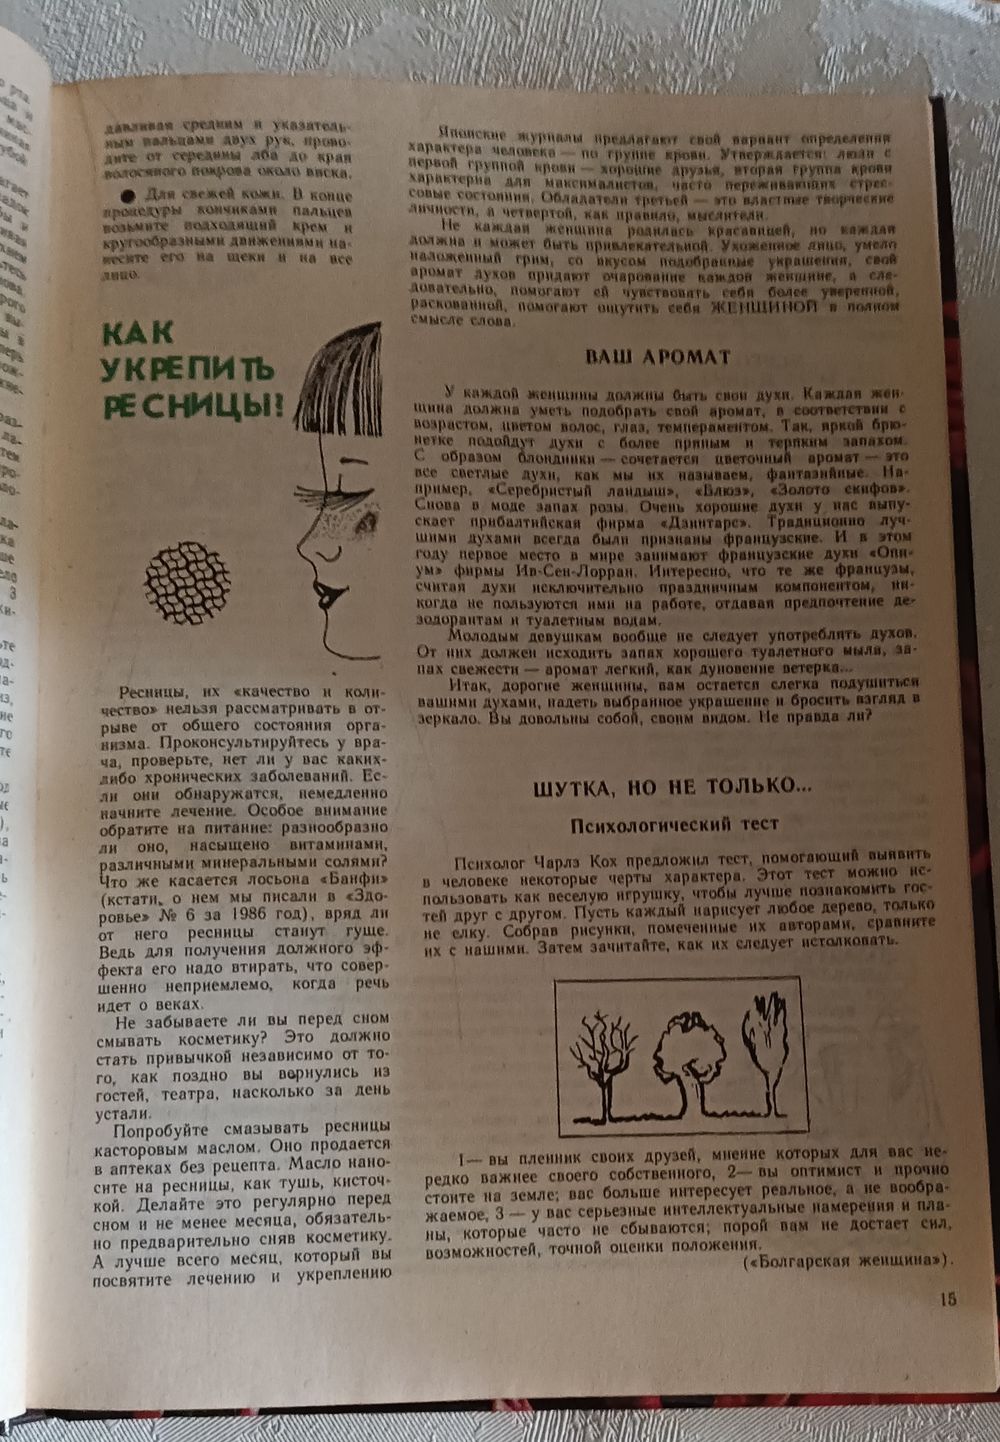 давливая средним и указатель-
ным пальцами двух рук, прово-
дите от середины лба до края
волосяного покрова около виска.
● Для свежей кожи. В конце
процедуры кончиками пальцев
возьмите подходящий крем и
кругообразными движениями на-
несите его на щеки и на все
лицо.
КАК
УКРЕПИТЬ
РЕСНИЦЫ?
Ресницы, их «качество и коли-
чество» нельзя рассматривать в от-
рыве от общего состояния орга-
низма. Проконсультируйтесь у вра-
ча, проверьте, нет ли у вас каких-
либо хронических заболеваний. Ес-
ли они обнаружатся, немедленно
начните лечение. Особое внимание
обратите на питание: разнообразно
ли оно, насыщено витаминами,
различными минеральными солями?
Что же касается лосьона «Банфи»
(кстати, о нем мы писали в «Здо-
ровье» № 6 за 1986 год), вряд ли
от него ресницы станут гуще.
Ведь для получения должного эф-
фекта его надо втирать, что совер-
шенно неприемлемо, когда речь
идет о веках.
Не забываете ли вы перед сном
смывать косметику? Это должно
стать привычкой независимо от то-
го, как поздно вы вернулись из
гостей, театра, насколько за день
устали.
Попробуйте смазывать ресницы
касторовым маслом. Оно продается
в аптеках без рецепта. Масло нано-
сите на ресницы, как тушь, кисточ-
кой. Делайте это регулярно перед
сном и не менее месяца, обязатель-
но предварительно сняв косметику.
А лучше всего месяц, который вы
посвятите лечению и укреплению
Японские журналы предлагают свой вариант определения
характера человека — по группе крови. Утверждается: люди с
первой группой крови — хорошие друзья, вторая группа крови
характерна для максималистов, часто переживающих стрес-
совые состояния. Обладатели третьей — это властные творческие
личности, а четвертой, как правило, мыслители.
Не каждая женщина родилась красавицей, но каждая
должна и может быть привлекательной. Ухоженное лицо, умело
наложенный грим, со вкусом подобранные украшения, свой
аромат духов придают очарование каждой женщине, а сле-
довательно, помогают ей чувствовать себя более уверенной,
раскованной, помогают ощутить себя ЖЕНЩИНОЙ в полном
смысле слова.
ВАШ АРОМАТ
У каждой женщины должны быть свои духи. Каждая жен-
щина должна уметь подобрать свой аромат, в соответствии с
возрастом, цветом волос, глаз, темпераментом. Так, яркой брю-
нетке подойдут духи с более пряным и терпким запахом.
С образом блондинки — сочетается цветочный аромат — это
все светлые духи, как мы их называем, фантазийные. На-
пример, «Серебристый ландыш», «Блюз», «Золото скифов».
Снова в моде запах розы. Очень хорошие духи у нас выпу-
скает прибалтийская фирма «Дзинтарс». Традиционно луч-
шими духами всегда были признаны французские. И в этом
году первое место в мире занимают французские духи «Опи-
ум» фирмы Ив-Сен-Лорран. Интересно, что те же французы,
считая духи исключительно праздничным компонентом, ни-
когда не пользуются ими на работе, отдавая предпочтение де-
зодорантам и туалетным водам.
Молодым девушкам вообще не следует употреблять духов.
От них должен исходить запах хорошего туалетного мыла, за-
пах свежести — аромат легкий, как дуновение ветерка...
Итак, дорогие женщины, вам остается слегка подушиться
вашими духами, надеть выбранное украшение и бросить взгляд в
зеркало. Вы довольны собой, своим видом. Не правда ли?
ШУТКА, НО НЕ ТОЛЬКО...
Психологический тест
Психолог Чарлз Кох предложил тест, помогающий выявить
в человеке некоторые черты характера. Этот тест можно ис-
пользовать как веселую игрушку, чтобы лучше познакомить гос-
тей друг с другом. Пусть каждый нарисует любое дерево, только
не елку. Собрав рисунки, помеченные их авторами, сравните
их с нашими. Затем зачитайте, как их следует истолковать.
1— вы пленник своих друзей, мнение которых для вас не-
редко важнее своего собственного, 2— вы оптимист и прочно
стоите на земле; вас больше интересует реальное, а не вообра-
жаемое, 3 — у вас серьезные интеллектуальные намерения и пла-
ны, которые часто не сбываются; порой вам не достает сил,
возможностей, точной оценки положения.
(«Болгарская женщина»).
15